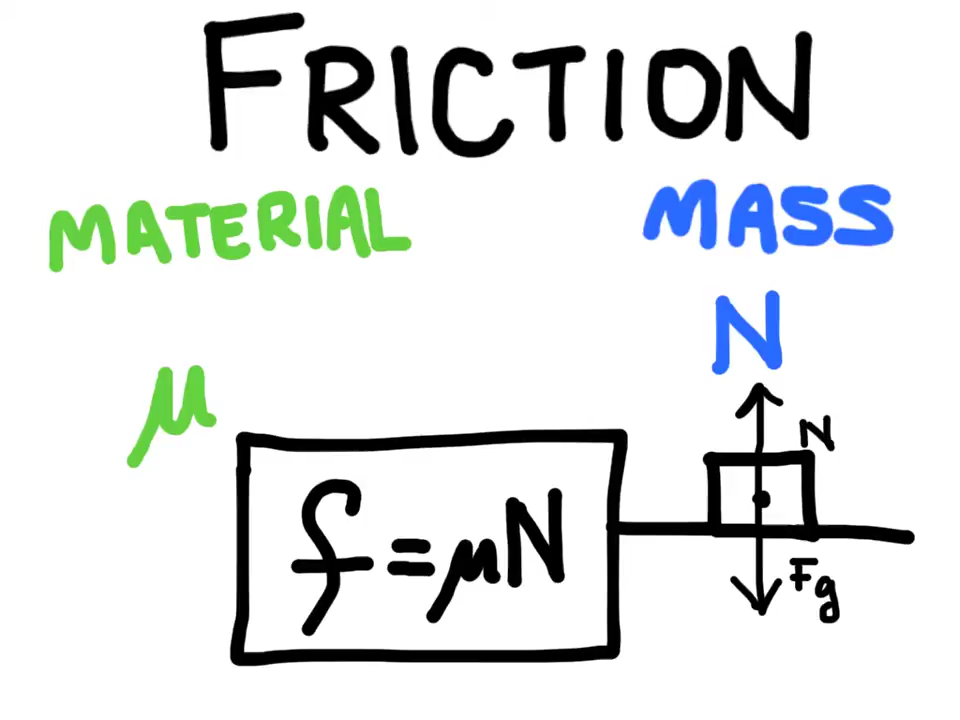 FRICTION
MATERIAL MASS
N
μ
N
f = μN
Fg